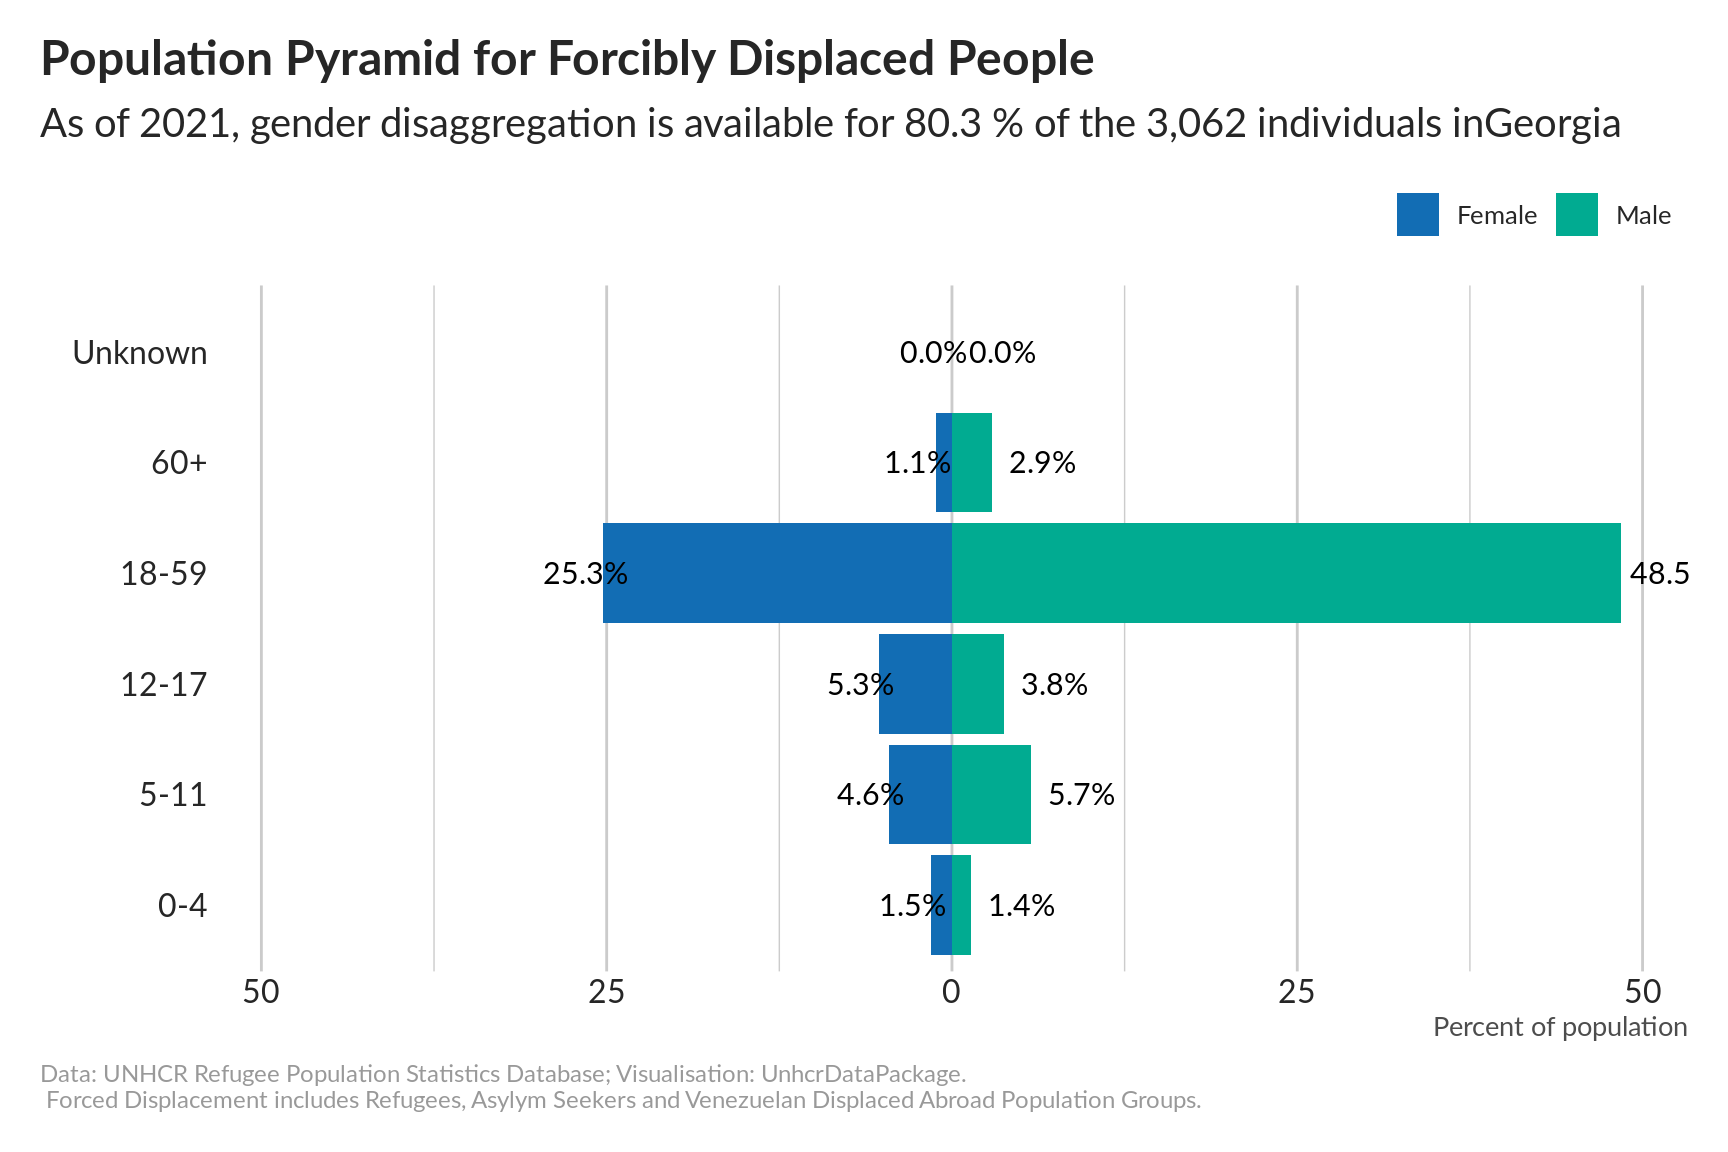 Population Pyramid for Forcibly Displaced People
As of 2021, gender disaggregation is available for 80.3 % of the 3,062 individuals inGeorgia
Female Male
Unknown 0.0% 0.0%
60+ 1.1% 2.9%
18-59 25.3% 48.5
12-17 5.3% 3.8%
5-11 4.6% 5.7%
0-4 1.5% 1.4%
50 25 0 25 50
Percent of population
Data: UNHCR Refugee Population Statistics Database; Visualisation: UnhcrDataPackage.
Forced Displacement includes Refugees, Asylym Seekers and Venezuelan Displaced Abroad Population Groups.